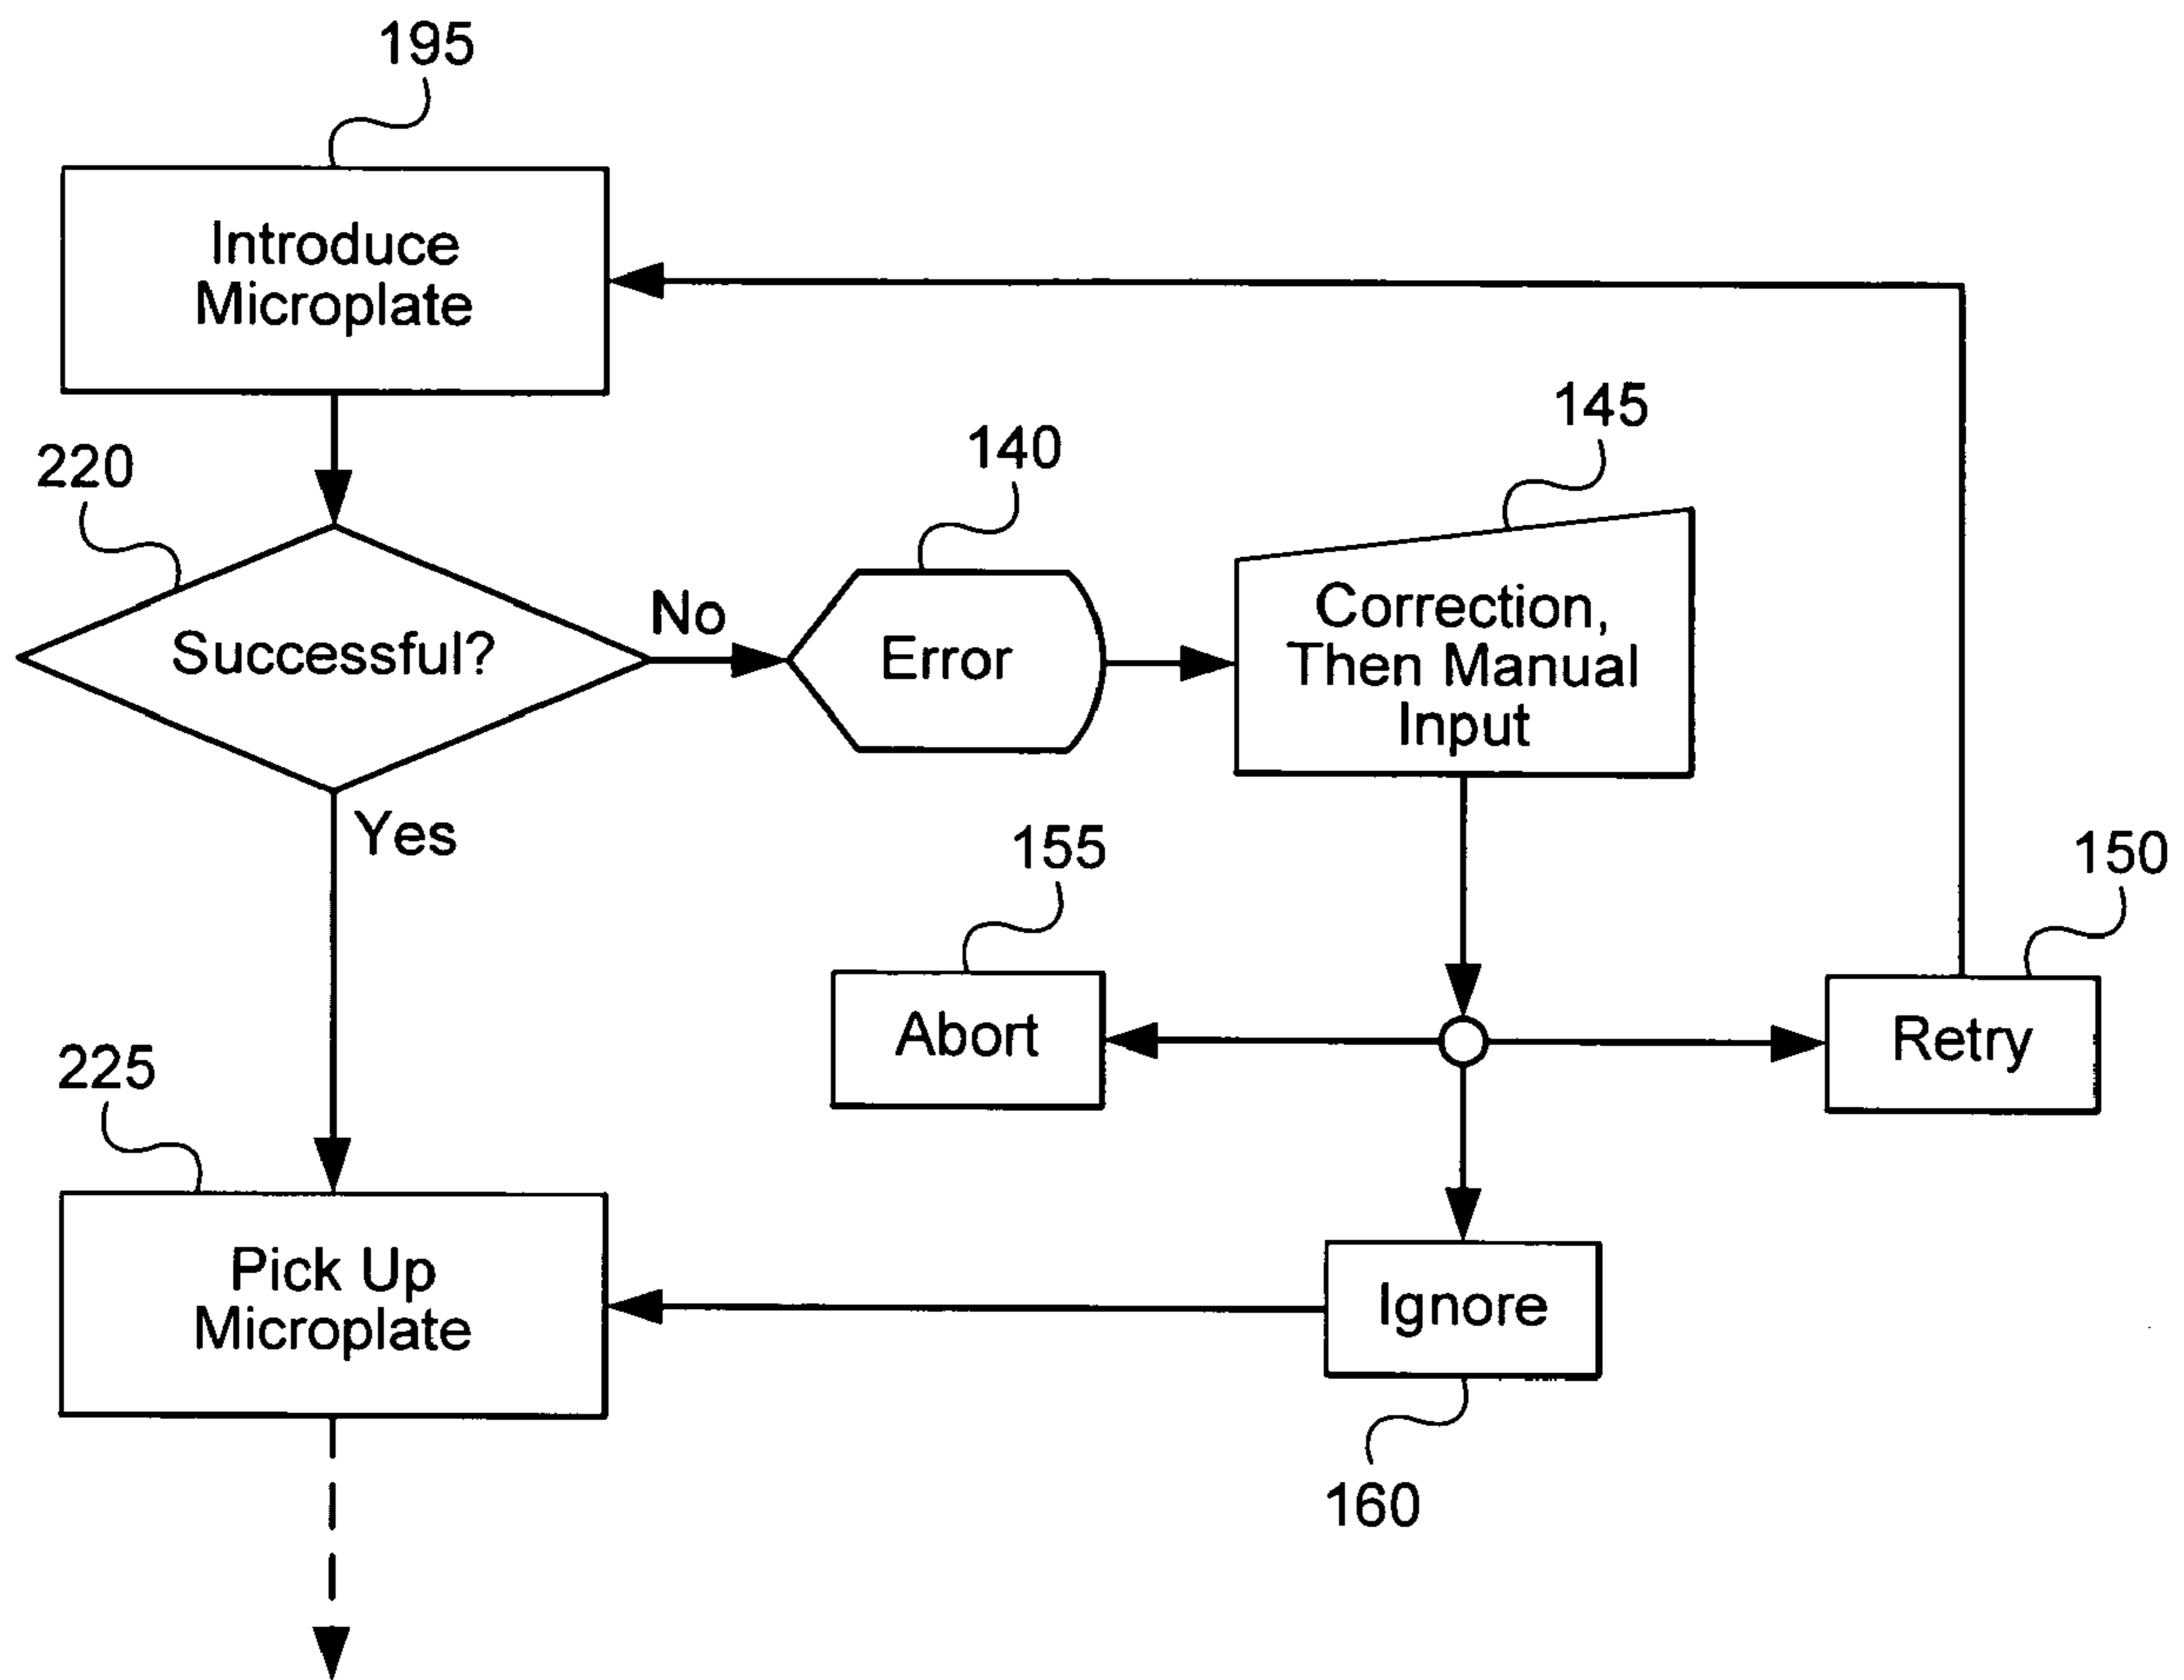 195
Introduce
Microplate
145
220
140
Successful?
No
Error
Correction,
Then Manual
Input
Yes
155
150
Abort
Retry
225
Pick Up
Microplate
Ignore
160